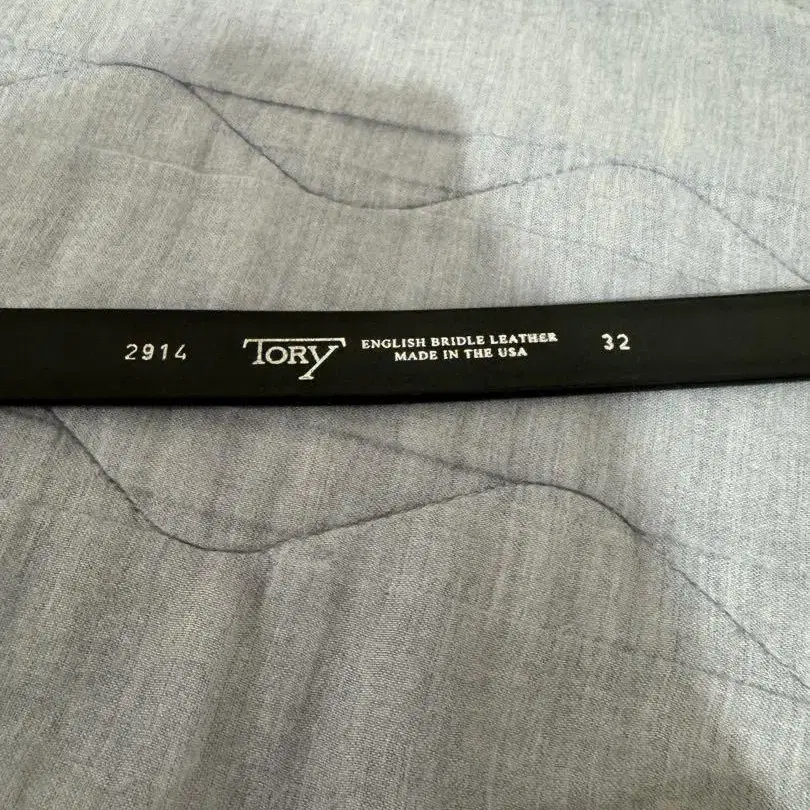 2914 TORY ENGLISH BRIDLE LEATHER 32
MADE IN THE USA